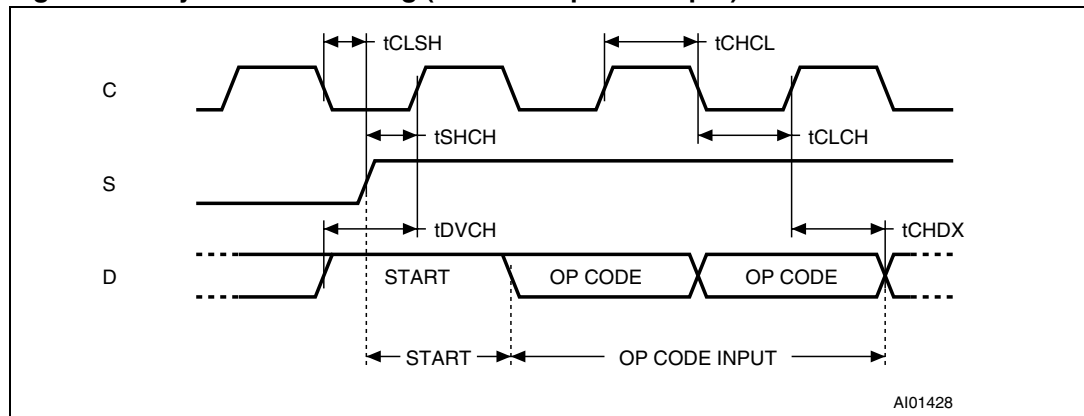 tCLSH
tCHCL
C
tSHCH
tCLCH
S
tDVCH
tCHDX
D
START
OP CODE
OP CODE
START
OP CODE INPUT
AI01428